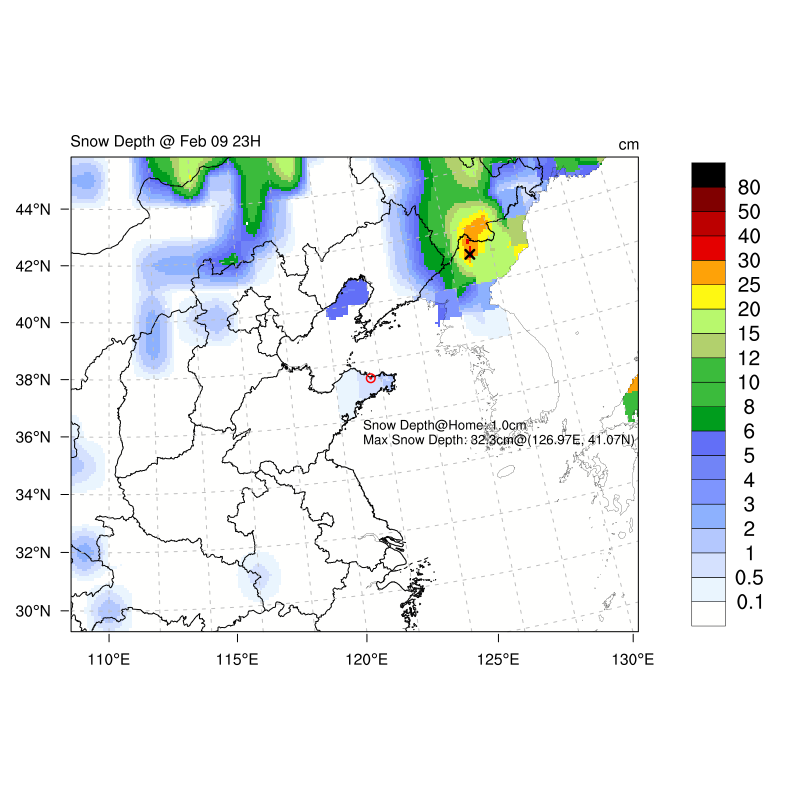 Snow Depth @ Feb 09 23H
cm
44°N
42°N
40°N
38°N
36°N
34°N
32°N
30°N
110°E
115°E
120°E
125°E
130°E
Snow Depth@Home: 1.0cm
Max Snow Depth: 32.3cm@(126.97E, 41.07N)
80
50
40
30
25
20
15
12
10
8
6
5
4
3
2
1
0.5
0.1